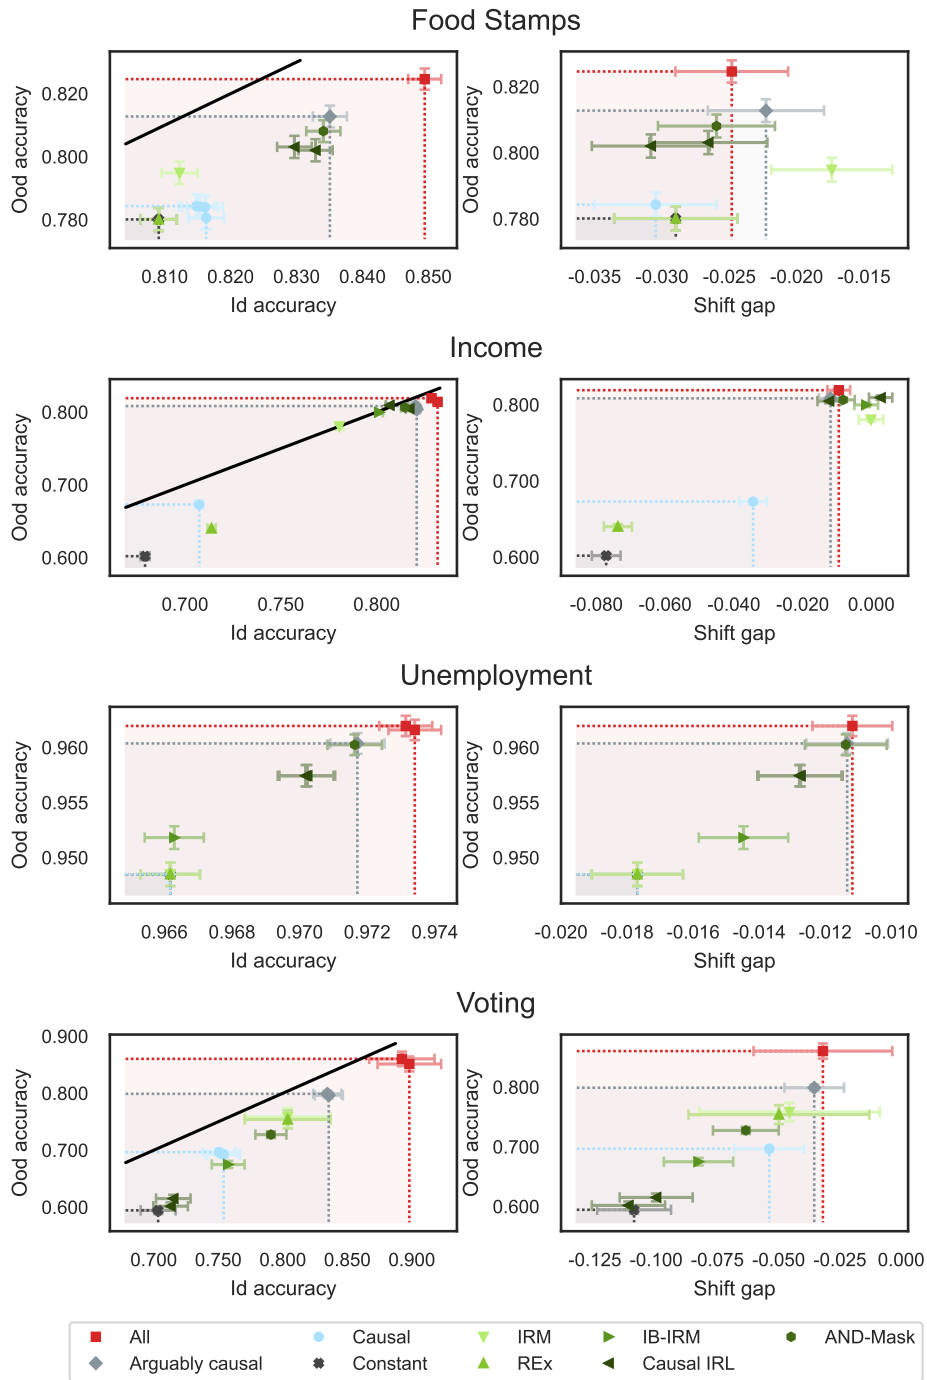 Food Stamps
Ood accuracy
0.820
0.800
0.780
0.810 0.820 0.830 0.840 0.850
Id accuracy
Ood accuracy
0.820
0.800
0.780
-0.035 -0.030 -0.025 -0.020 -0.015
Shift gap
Income
Ood accuracy
0.800
0.700
0.600
0.700 0.750 0.800
Id accuracy
Ood accuracy
0.800
0.700
0.600
-0.080 -0.060 -0.040 -0.020 0.000
Shift gap
Unemployment
Ood accuracy
0.960
0.955
0.950
0.966 0.968 0.970 0.972 0.974
Id accuracy
Ood accuracy
0.960
0.955
0.950
-0.020 -0.018 -0.016 -0.014 -0.012 -0.010
Shift gap
Voting
Ood accuracy
0.900
0.800
0.700
0.600
0.700 0.750 0.800 0.850 0.900
Id accuracy
Ood accuracy
0.800
0.700
0.600
-0.125 -0.100 -0.075 -0.050 -0.025 0.000
Shift gap
All Causal IRM IB-IRM AND-Mask
Arguably causal Constant REx Causal IRL